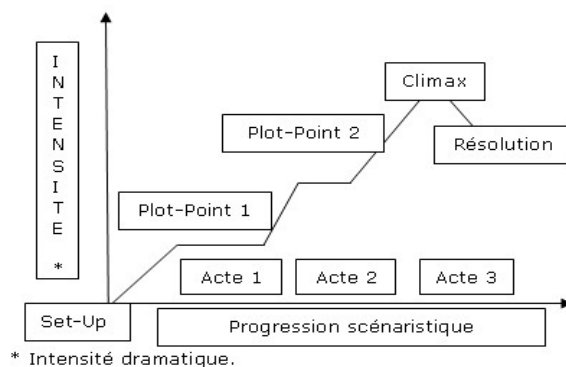 INTENSITE *
Climax
Plot-Point 2
Résolution
Plot-Point 1
Acte 1
Acte 2
Acte 3
Set-Up
Progression scénaristique
* Intensité dramatique.